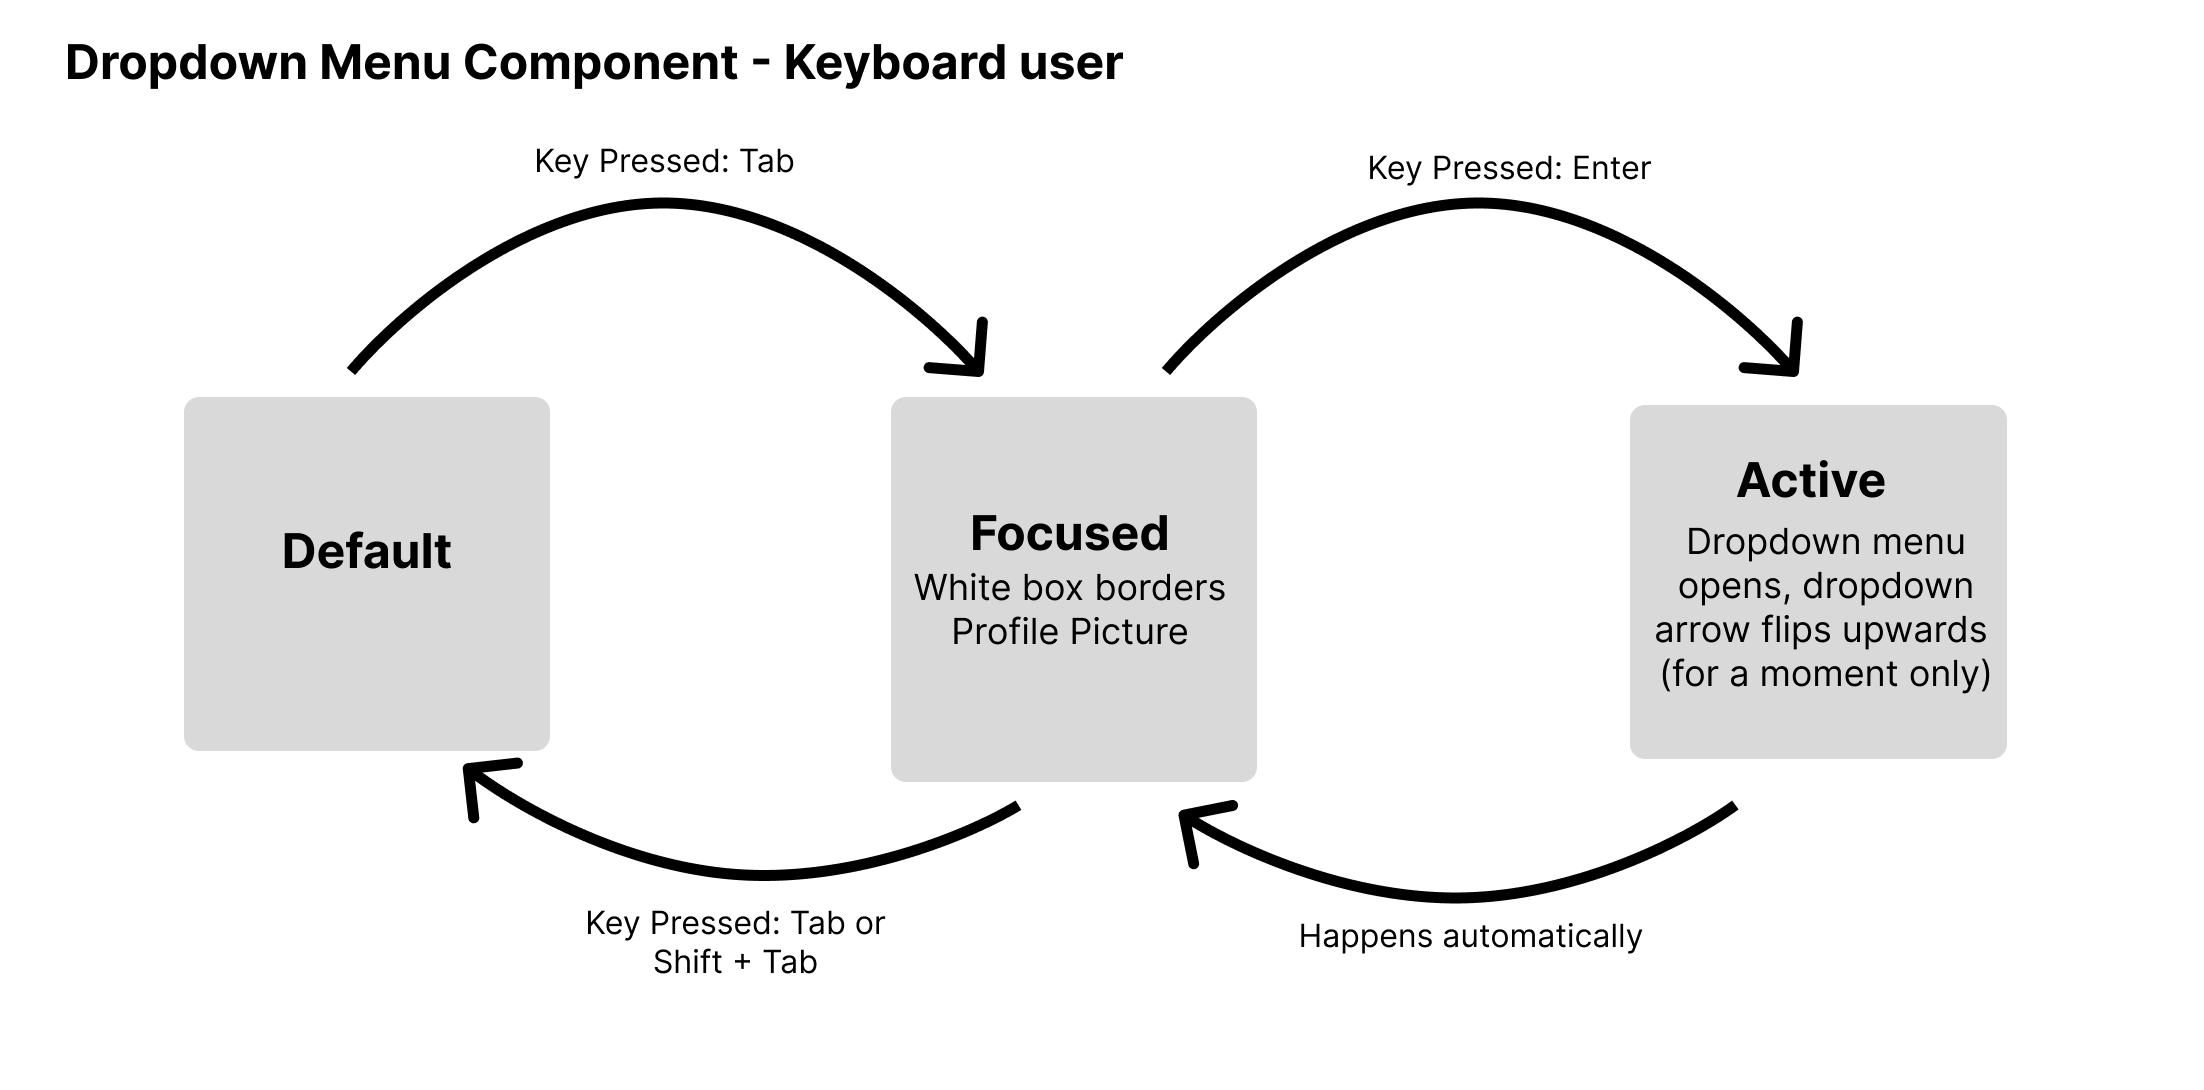 Dropdown Menu Component - Keyboard user
Key Pressed: Tab
Key Pressed: Enter
Default
Focused
White box borders
Profile Picture
Active
Dropdown menu
opens, dropdown
arrow flips upwards
(for a moment only)
Key Pressed: Tab or
Shift + Tab
Happens automatically